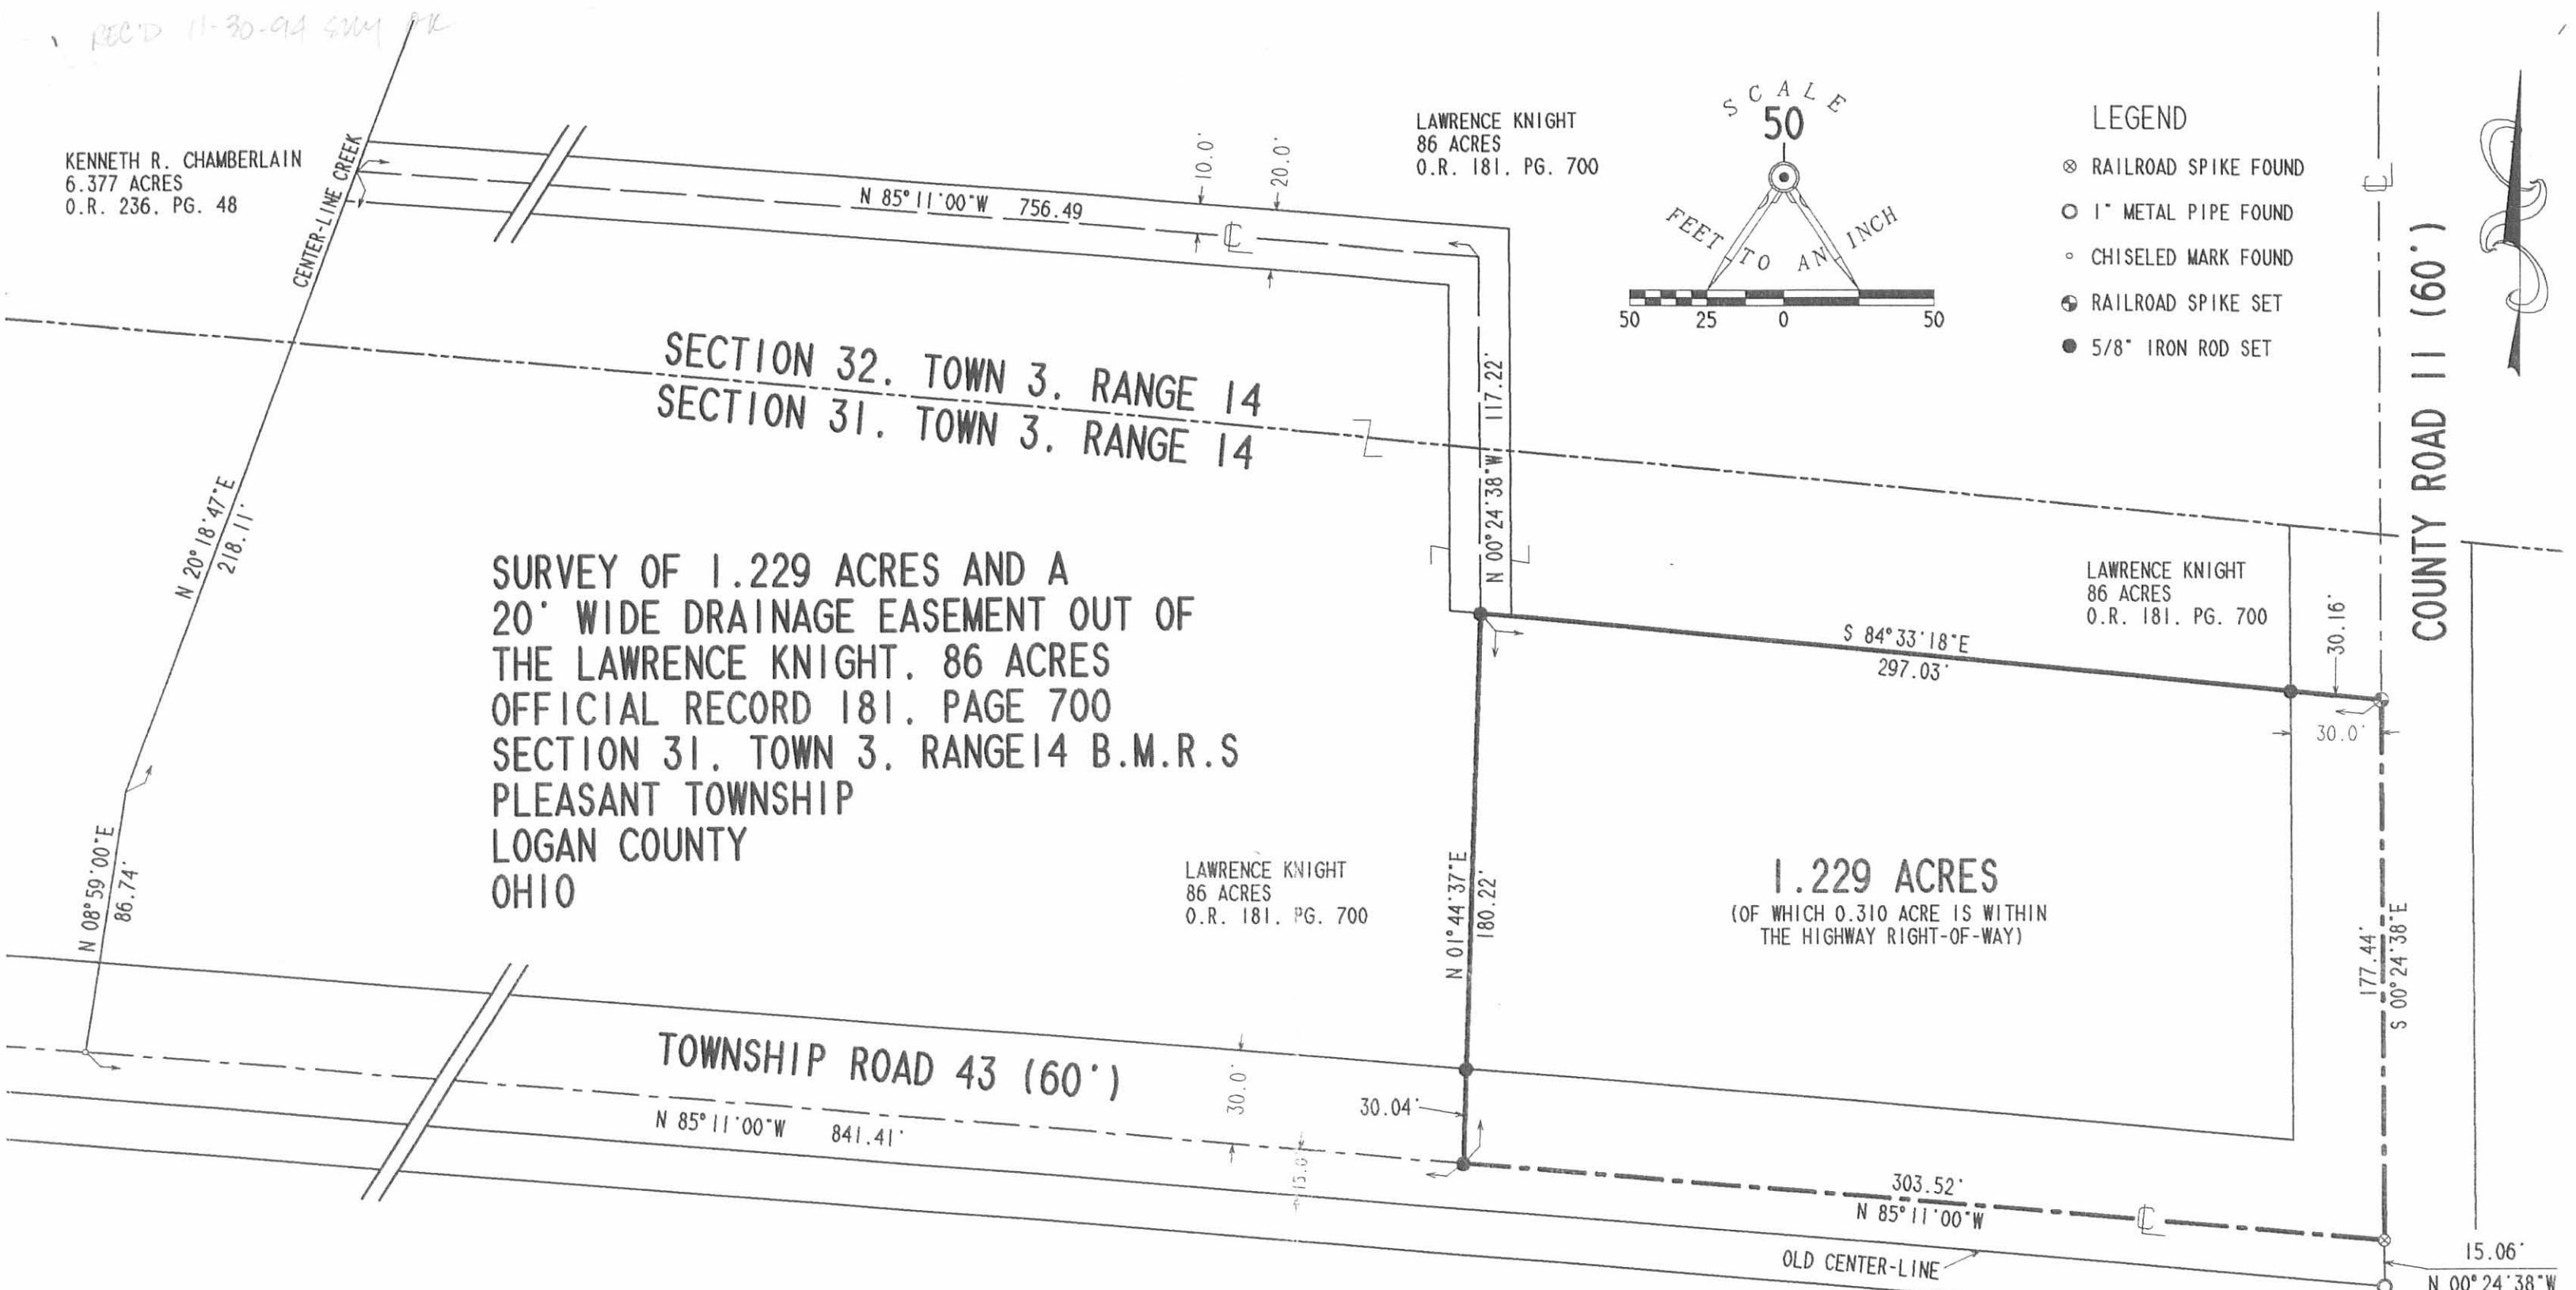 REC'D 11-30-94
KENNETH R. CHAMBERLAIN
6.377 ACRES
O.R. 236. PG. 48
CENTER-LINE CREEK
N 85°11'00"W 756.49
10.0'
20.0'
LAWRENCE KNIGHT
86 ACRES
O.R. 181. PG. 700
SCALE
50
FEET TO AN INCH
50 25 0 50
LEGEND
RAILROAD SPIKE FOUND
1" METAL PIPE FOUND
CHISELED MARK FOUND
RAILROAD SPIKE SET
5/8" IRON ROD SET
COUNTY ROAD 11 (60')
SECTION 32. TOWN 3. RANGE 14
SECTION 31. TOWN 3. RANGE 14
N 00°24'38"W 117.22'
N 20°18'47"E
218.11'
SURVEY OF 1.229 ACRES AND A
20' WIDE DRAINAGE EASEMENT OUT OF
THE LAWRENCE KNIGHT. 86 ACRES
OFFICIAL RECORD 181. PAGE 700
SECTION 31. TOWN 3. RANGE14 B.M.R.S
PLEASANT TOWNSHIP
LOGAN COUNTY
OHIO
LAWRENCE KNIGHT
86 ACRES
O.R. 181. PG. 700
30.16'
S 84°33'18"E
297.03'
30.0'
N 08°59'00"E
86.74'
LAWRENCE KNIGHT
86 ACRES
O.R. 181. PG. 700
N 01°44'37"E
180.22'
1.229 ACRES
(OF WHICH 0.310 ACRE IS WITHIN
THE HIGHWAY RIGHT-OF-WAY)
177.44'
S 00°24'38"E
TOWNSHIP ROAD 43 (60')
N 85°11'00"W 841.41'
30.0'
30.04'
15.0'
303.52'
N 85°11'00"W
OLD CENTER-LINE
15.06'
N 00°24'38"W